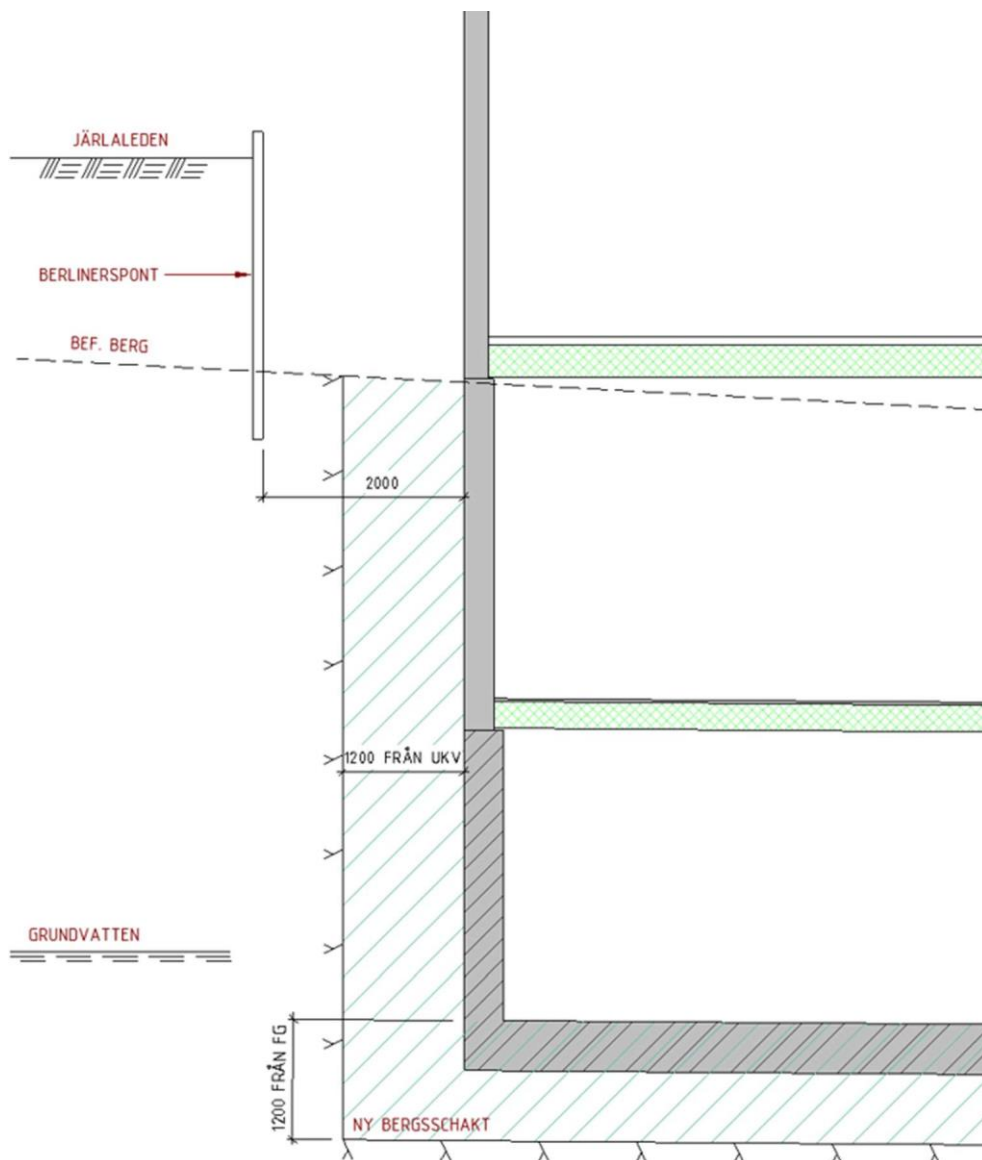 JÄRLALEDEN
BERLINERSPONT
BEF. BERG
2000
1200 FRÅN UKV
GRUNDVATTEN
1200 FRÅN FG
NY BERGSSCHAKT